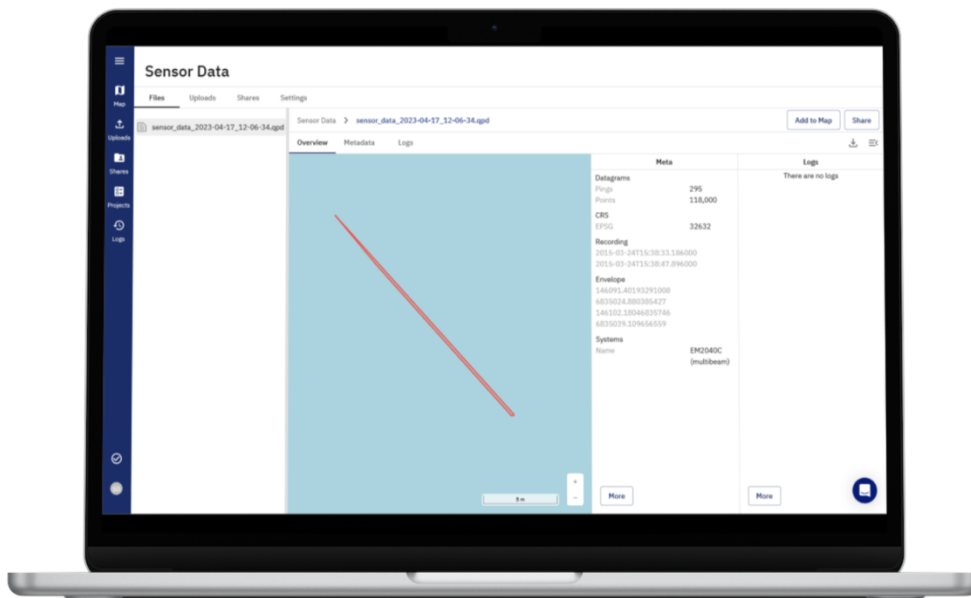 Sensor Data
Files Uploads Shares Settings
Map
Uploads
Shares
Projects
Logs
sensor_data_2023-04-17_12-06-34.qpd
Sensor Data > sensor_data_2023-04-17_12-06-34.qpd
Add to Map Share
Overview Metadata Logs
Meta
Datagrams
Pings 295
Points 118,000
CRS
EPSG 32632
Recording
2015-03-24T15:38:33.186000
2015-03-24T15:38:47.896000
Envelope
146091.40193291000
6835024.880385427
146102.18046835746
6835039.109656559
Systems
Name EM2040C
(multibeam)
More
Logs
There are no logs
More
5 m